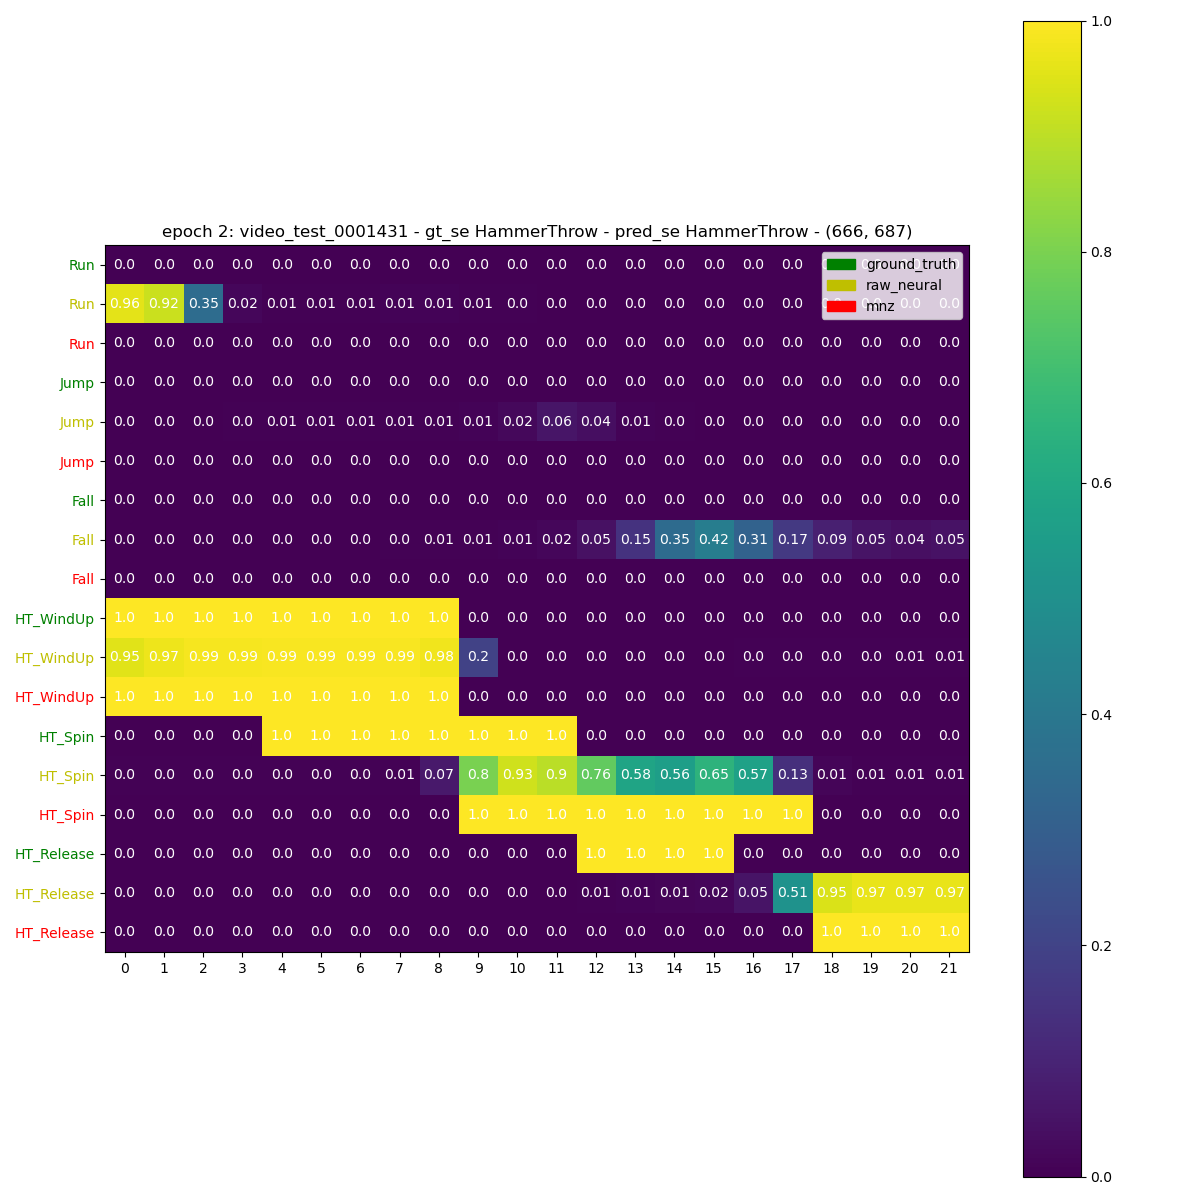 epoch 2: video_test_0001431 - gt_se HammerThrow - pred_se HammerThrow - (666, 687)
Run 0.0 0.0 0.0 0.0 0.0 0.0 0.0 0.0 0.0 0.0 0.0 0.0 0.0 0.0 0.0 0.0 0.0 0.0
Run 0.96 0.92 0.35 0.02 0.01 0.01 0.01 0.01 0.01 0.01 0.0 0.0 0.0 0.0 0.0 0.0 0.0 0.0
Run 0.0 0.0 0.0 0.0 0.0 0.0 0.0 0.0 0.0 0.0 0.0 0.0 0.0 0.0 0.0 0.0 0.0 0.0 0.0 0.0 0.0 0.0
Jump 0.0 0.0 0.0 0.0 0.0 0.0 0.0 0.0 0.0 0.0 0.0 0.0 0.0 0.0 0.0 0.0 0.0 0.0 0.0 0.0 0.0 0.0
Jump 0.0 0.0 0.0 0.0 0.01 0.01 0.01 0.01 0.01 0.01 0.02 0.06 0.04 0.01 0.0 0.0 0.0 0.0 0.0 0.0 0.0 0.0
Jump 0.0 0.0 0.0 0.0 0.0 0.0 0.0 0.0 0.0 0.0 0.0 0.0 0.0 0.0 0.0 0.0 0.0 0.0 0.0 0.0 0.0 0.0
Fall 0.0 0.0 0.0 0.0 0.0 0.0 0.0 0.0 0.0 0.0 0.0 0.0 0.0 0.0 0.0 0.0 0.0 0.0 0.0 0.0 0.0 0.0
Fall 0.0 0.0 0.0 0.0 0.0 0.0 0.0 0.0 0.01 0.01 0.01 0.02 0.05 0.15 0.35 0.42 0.31 0.17 0.09 0.05 0.04 0.05
Fall 0.0 0.0 0.0 0.0 0.0 0.0 0.0 0.0 0.0 0.0 0.0 0.0 0.0 0.0 0.0 0.0 0.0 0.0 0.0 0.0 0.0 0.0
HT_WindUp 1.0 1.0 1.0 1.0 1.0 1.0 1.0 1.0 1.0 0.0 0.0 0.0 0.0 0.0 0.0 0.0 0.0 0.0 0.0 0.0 0.0 0.0
HT_WindUp 0.95 0.97 0.99 0.99 0.99 0.99 0.99 0.99 0.98 0.2 0.0 0.0 0.0 0.0 0.0 0.0 0.0 0.0 0.0 0.0 0.01 0.01
HT_WindUp 1.0 1.0 1.0 1.0 1.0 1.0 1.0 1.0 1.0 0.0 0.0 0.0 0.0 0.0 0.0 0.0 0.0 0.0 0.0 0.0 0.0 0.0
HT_Spin 0.0 0.0 0.0 0.0 1.0 1.0 1.0 1.0 1.0 1.0 1.0 1.0 0.0 0.0 0.0 0.0 0.0 0.0 0.0 0.0 0.0 0.0
HT_Spin 0.0 0.0 0.0 0.0 0.0 0.0 0.0 0.01 0.07 0.8 0.93 0.9 0.76 0.58 0.56 0.65 0.57 0.13 0.01 0.01 0.01 0.01
HT_Spin 0.0 0.0 0.0 0.0 0.0 0.0 0.0 0.0 0.0 1.0 1.0 1.0 1.0 1.0 1.0 1.0 1.0 1.0 0.0 0.0 0.0 0.0
HT_Release 0.0 0.0 0.0 0.0 0.0 0.0 0.0 0.0 0.0 0.0 0.0 0.0 1.0 1.0 1.0 1.0 0.0 0.0 0.0 0.0 0.0 0.0
HT_Release 0.0 0.0 0.0 0.0 0.0 0.0 0.0 0.0 0.0 0.0 0.0 0.0 0.01 0.01 0.01 0.02 0.05 0.51 0.95 0.97 0.97 0.97
HT_Release 0.0 0.0 0.0 0.0 0.0 0.0 0.0 0.0 0.0 0.0 0.0 0.0 0.0 0.0 0.0 0.0 0.0 0.0 1.0 1.0 1.0 1.0
0 1 2 3 4 5 6 7 8 9 10 11 12 13 14 15 16 17 18 19 20 21
ground_truth
raw_neural
mnz
1.0
0.8
0.6
0.4
0.2
0.0